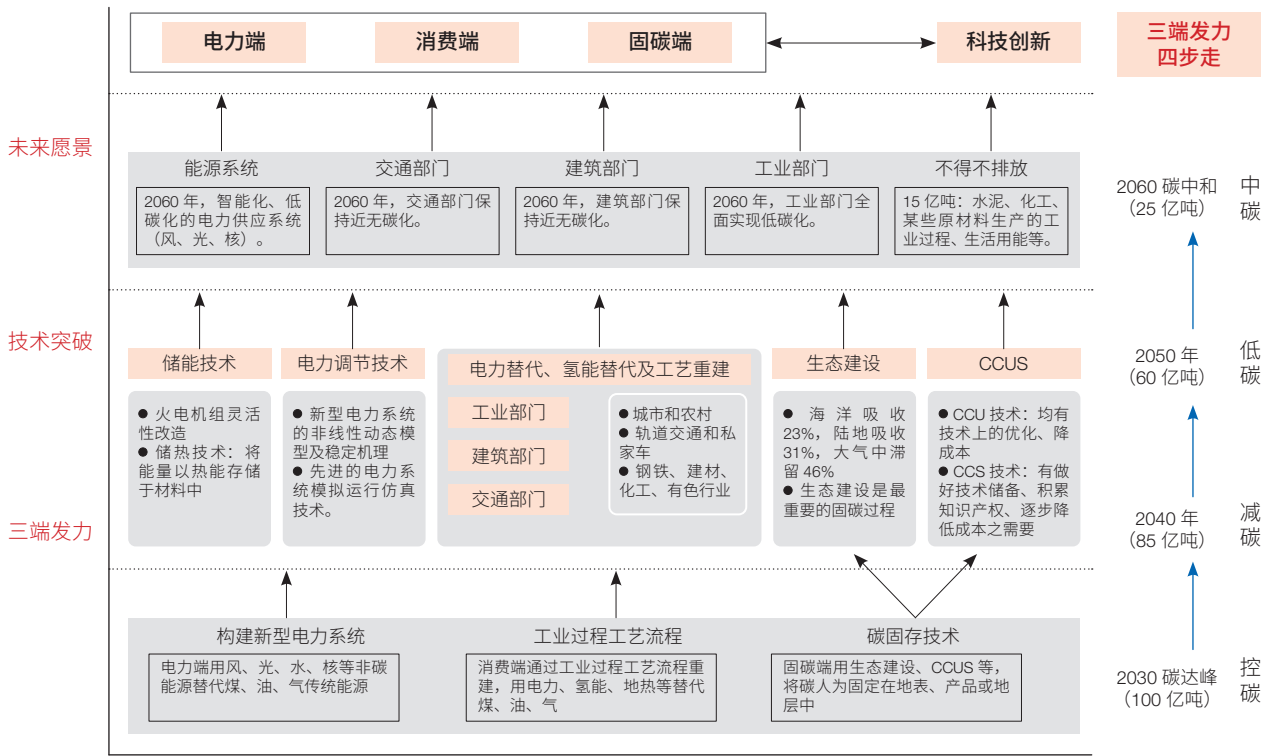 电力端
消费端
固碳端
科技创新
三端发力
四步走
未来愿景
能源系统
2060 年，智能化、低
碳化的电力供应系统
（风、光、核）。
交通部门
2060 年，交通部门保
持近无碳化。
建筑部门
2060 年，建筑部门保
持近无碳化。
工业部门
2060 年，工业部门全
面实现低碳化。
不得不排放
15 亿吨：水泥、化工、
某些原材料生产的工
业过程、生活用能等。
2060 碳中和
（25 亿吨）
中
碳
技术突破
储能技术
● 火电机组灵活
性改造
● 储热技术：将
能量以热能存储
于材料中
电力调节技术
● 新型电力系统
的非线性动态模
型及稳定机理
● 先进的电力系
统模拟运行仿真
技术。
电力替代、氢能替代及工艺重建
工业部门
建筑部门
交通部门
● 城市和农村
● 轨道交通和私
家车
● 钢铁、建材、
化工、有色行业
生态建设
● 海洋吸收
23%，陆地吸收
31%，大气中滞
留 46%
● 生态建设是最
重要的固碳过程
CCUS
● CCU 技术：均有
技术上的优化、降
成本
● CCS 技术：有做
好技术储备、积累
知识产权、逐步降
低成本之需要
2050 年
（60 亿吨）
低
碳
三端发力
2040 年
（85 亿吨）
减
碳
构建新型电力系统
电力端用风、光、水、核等非碳
能源替代煤、油、气传统能源
工业过程工艺流程
消费端通过工业过程工艺流程重
建，用电力、氢能、地热等替代
煤、油、气
碳固存技术
固碳端用生态建设、CCUS 等，
将碳人为固定在地表、产品或地
层中
2030 碳达峰
（100 亿吨）
控
碳